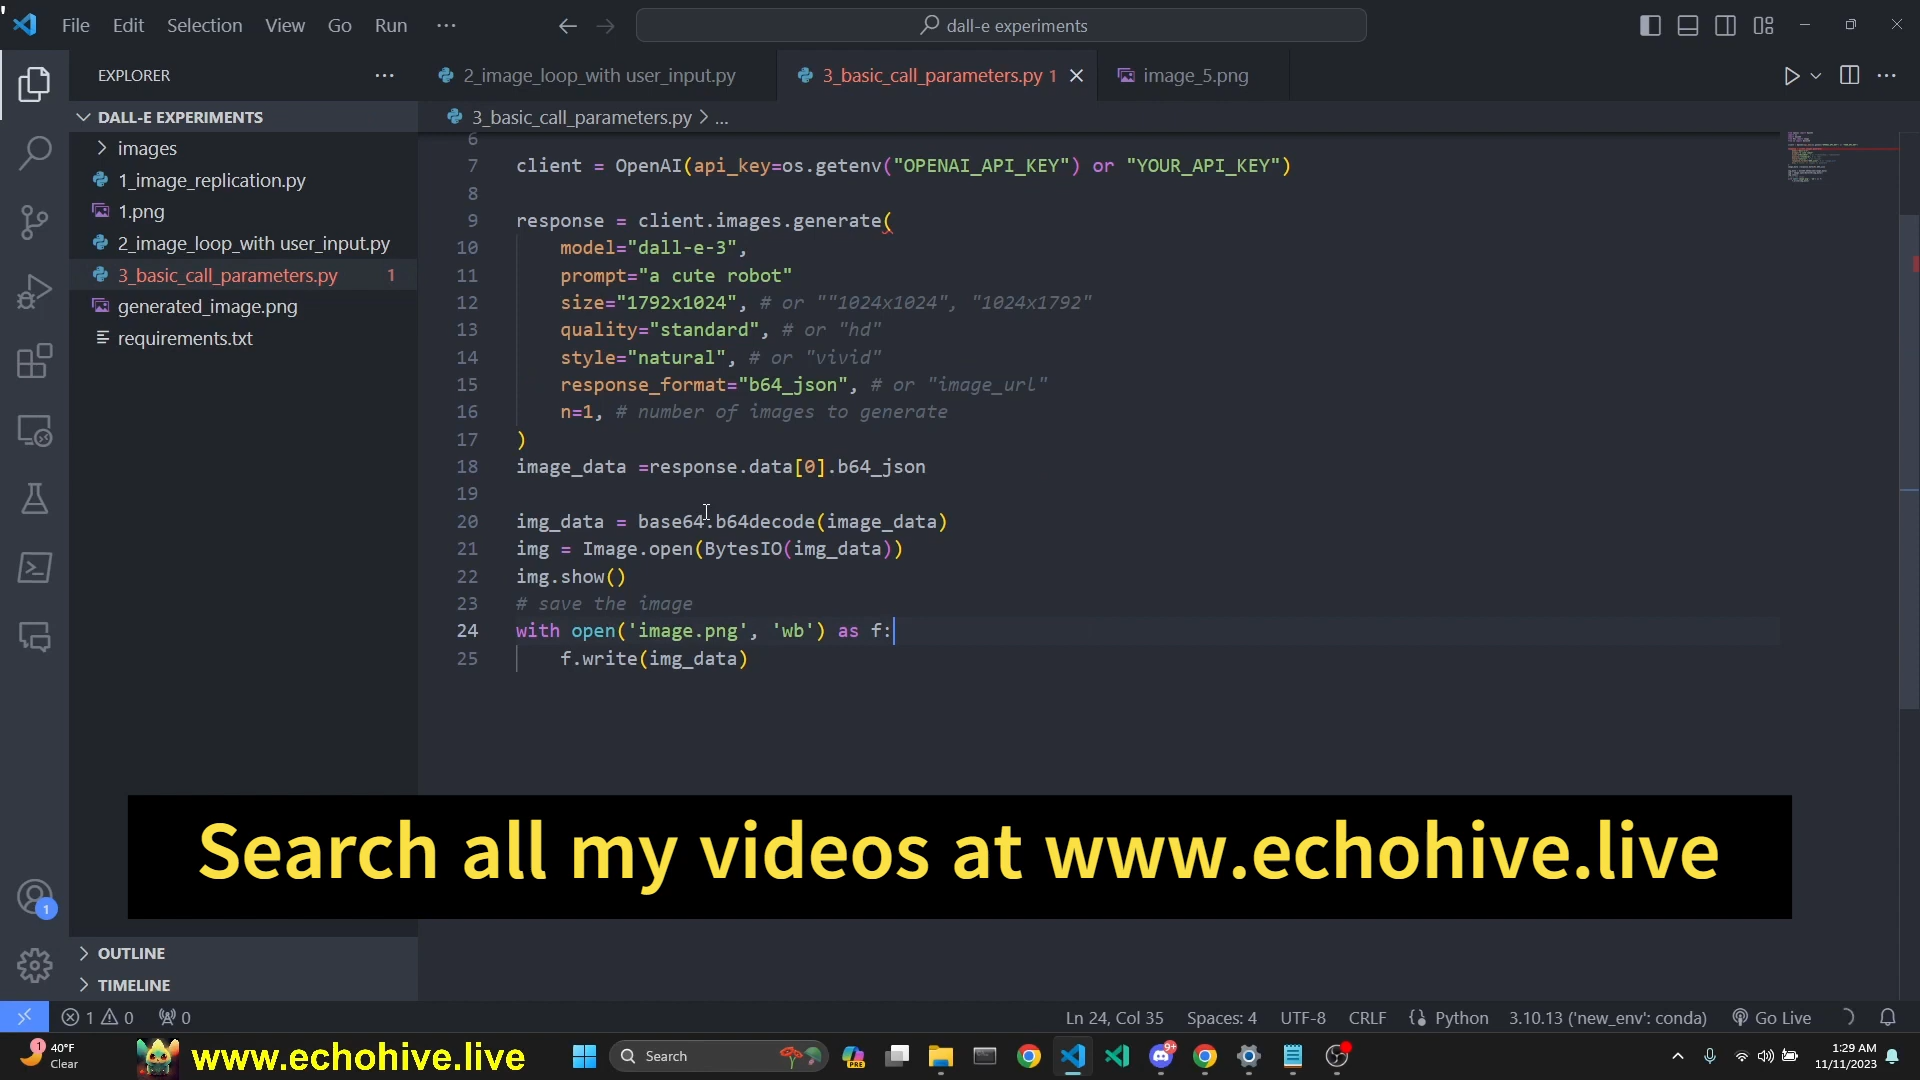 File Edit Selection View Go Run ···
dall-e experiments
EXPLORER
2_image_loop_with user_input.py
3_basic_call_parameters.py 1
image_5.png
DALL-E EXPERIMENTS
3_basic_call_parameters.py > ...
images
1_image_replication.py
1.png
2_image_loop_with user_input.py
3_basic_call_parameters.py 1
generated_image.png
requirements.txt
6
7 client = OpenAI(api_key=os.getenv("OPENAI_API_KEY") or "YOUR_API_KEY")
8
9 response = client.images.generate(
10 model="dall-e-3",
11 prompt="a cute robot"
12 size="1792x1024", # or ""1024x1024", "1024x1792"
13 quality="standard", # or "hd"
14 style="natural", # or "vivid"
15 response_format="b64_json", # or "image_url"
16 n=1, # number of images to generate
17 )
18 image_data =response.data[0].b64_json
19
20 img_data = base64.b64decode(image_data)
21 img = Image.open(BytesIO(img_data))
22 img.show()
23 # save the image
24 with open('image.png', 'wb') as f:
25 f.write(img_data)
Search all my videos at www.echohive.live
1
OUTLINE
TIMELINE
1 0 0
Ln 24, Col 35 Spaces: 4 UTF-8 CRLF Python 3.10.13 ('new_env': conda) Go Live
1 40°F
Clear
www.echohive.live
Search
PRE
9+
1:29 AM
11/11/2023